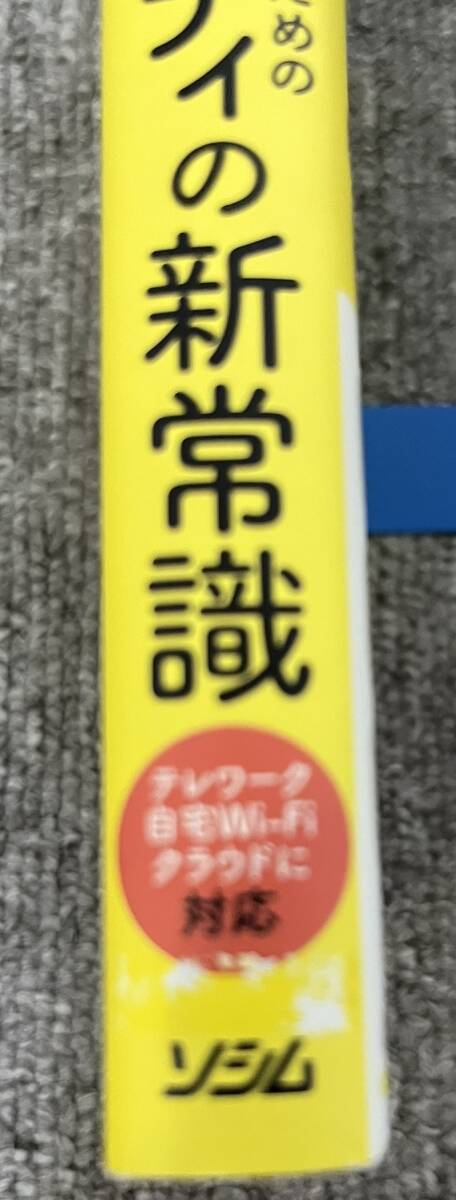 ための
ティの新常識
テレワーク
自宅Wi-Fi
クラウドに
対応
ソシム